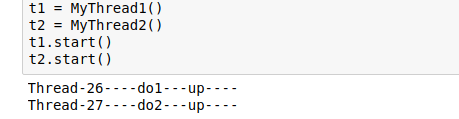 t1 = MyThread1()
t2 = MyThread2()
t1.start()
t2.start()
Thread-26----do1---up----
Thread-27----do2---up----